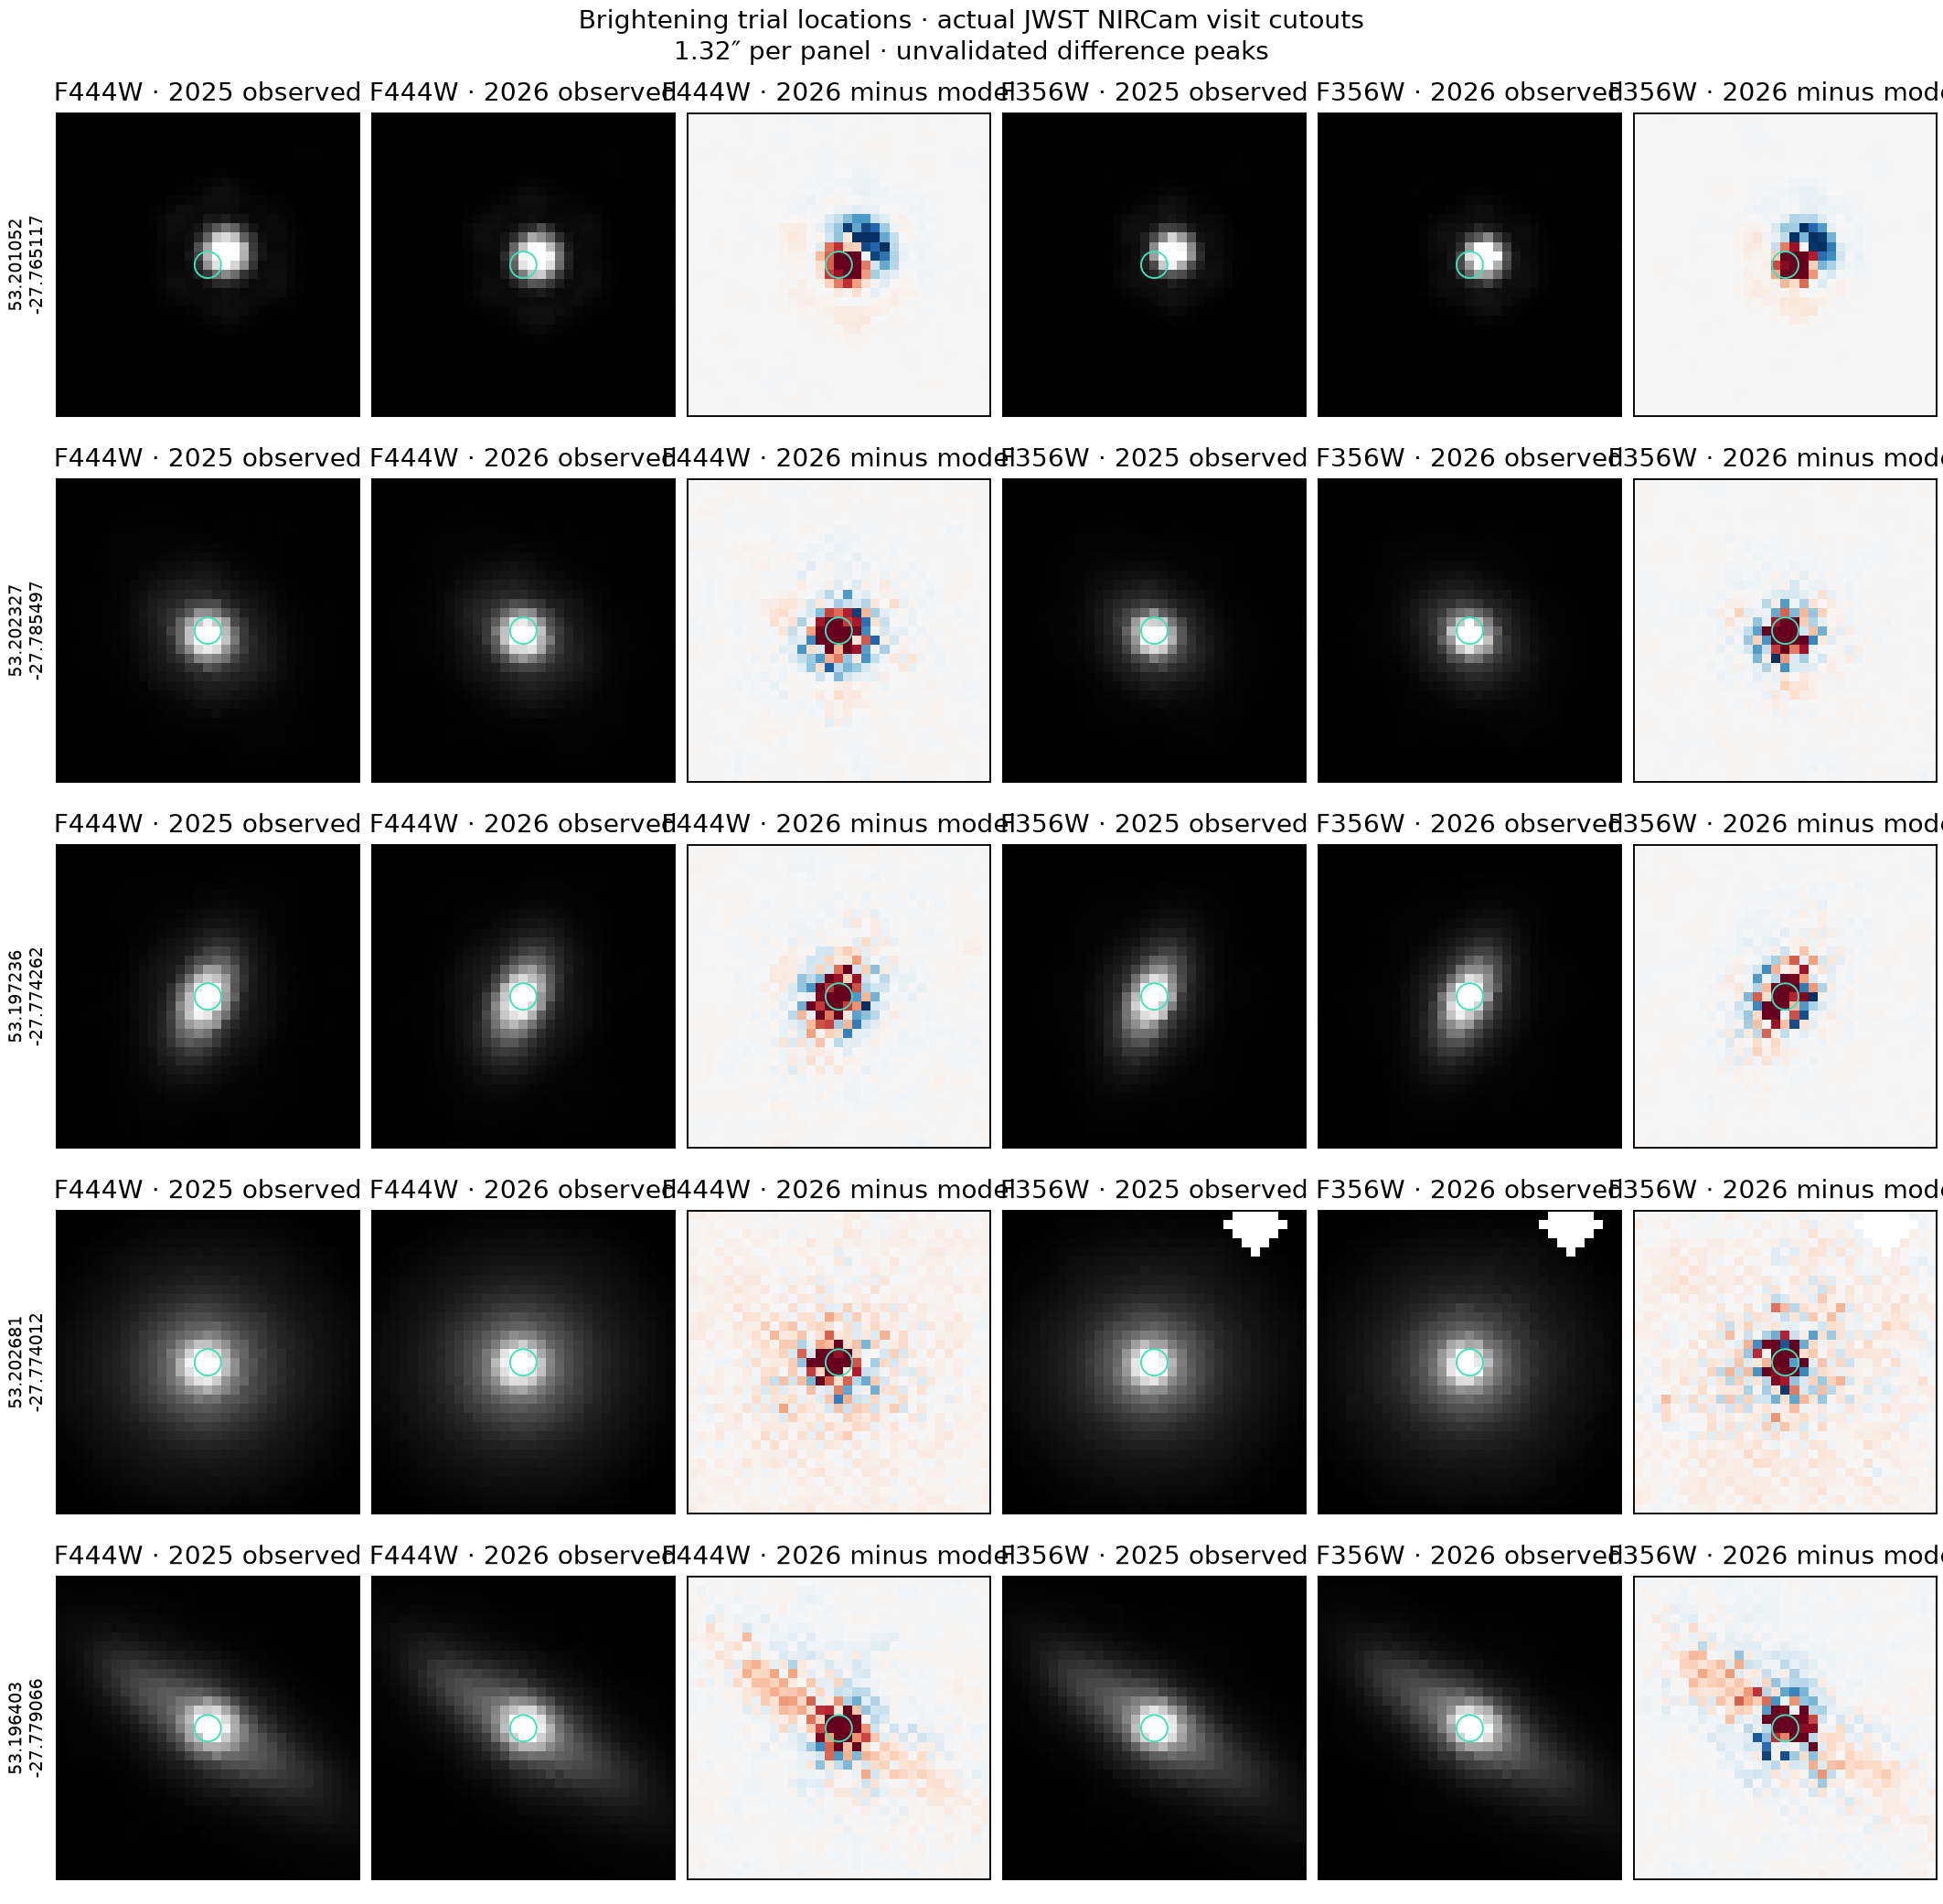 Brightening trial locations · actual JWST NIRCam visit cutouts
1.32″ per panel · unvalidated difference peaks
F444W · 2025 observed F444W · 2026 observed F444W · 2026 minus model F356W · 2025 observed F356W · 2026 observed F356W · 2026 minus mode
53.201052
-27.765117
F444W · 2025 observed F444W · 2026 observed F444W · 2026 minus model F356W · 2025 observed F356W · 2026 observed F356W · 2026 minus mode
53.202327
-27.785497
F444W · 2025 observed F444W · 2026 observed F444W · 2026 minus model F356W · 2025 observed F356W · 2026 observed F356W · 2026 minus mode
53.197236
-27.774262
F444W · 2025 observed F444W · 2026 observed F444W · 2026 minus model F356W · 2025 observed F356W · 2026 observed F356W · 2026 minus mode
53.202681
-27.774012
F444W · 2025 observed F444W · 2026 observed F444W · 2026 minus model F356W · 2025 observed F356W · 2026 observed F356W · 2026 minus mode
53.196403
-27.779066